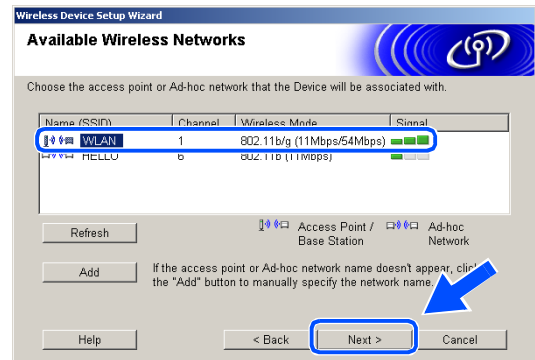 Wireless Device Setup Wizard
Available Wireless Networks
Choose the access point or Ad-hoc network that the Device will be associated with.
Name (SSID) Channel Wireless Mode Signal
WLAN 1 802.11b/g (11Mbps/54Mbps)
HELLO 6 802.11b (11Mbps)
Refresh
Access Point / Base Station
Ad-hoc Network
Add
If the access point or Ad-hoc network name doesn't appear, click
the "Add" button to manually specify the network name.
Help < Back Next > Cancel